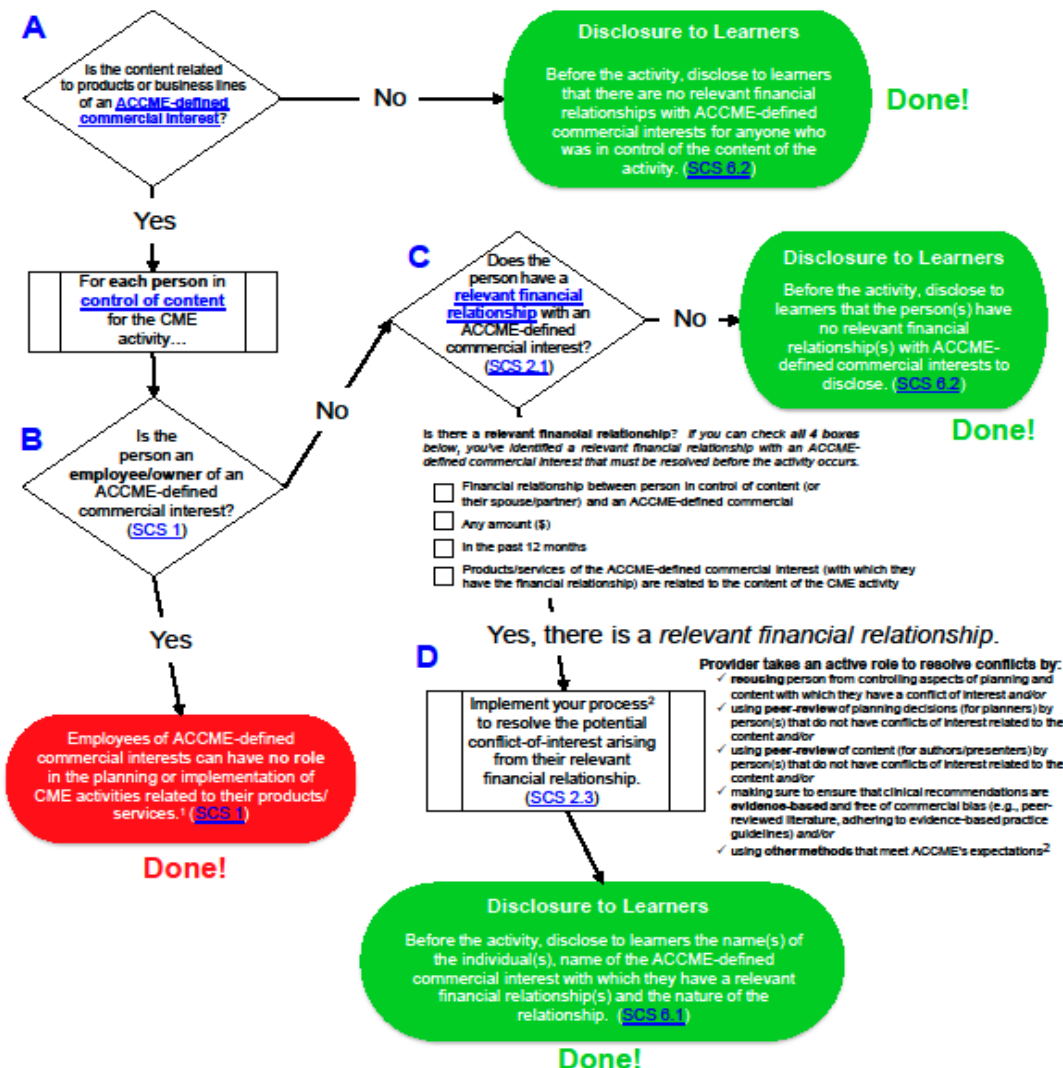 A
Is the content related
to products or business lines
of an ACCME-defined
commercial interest?
No
Disclosure to Learners
Before the activity, disclose to learners
that there are no relevant financial
relationships with ACCME-defined
commercial interests for anyone who
was in control of the content of the
activity. (SCS 6.2)
Done!
Yes
For each person in
control of content
for the CME
activity…
B
Is the
person an
employee/owner of an
ACCME-defined
commercial interest?
(SCS 1)
No
C
Does the
person have a
relevant financial
relationship with an
ACCME-defined
commercial interest?
(SCS 2.1)
No
Disclosure to Learners
Before the activity, disclose to
learners that the person(s) have
no relevant financial
relationship(s) with ACCME-
defined commercial interests to
disclose. (SCS 6.2)
Done!
Is there a relevant financial relationship? If you can check all 4 boxes
below, you've identified a relevant financial relationship with an ACCME-
defined commercial interest that must be resolved before the activity occurs.
Financial relationship between person in control of content (or
their spouse/partner) and an ACCME-defined commercial
Any amount ($)
In the past 12 months
Products/services of the ACCME-defined commercial interest (with which they
have the financial relationship) are related to the content of the CME activity
Yes
Employees of ACCME-defined
commercial interests can have no role
in the planning or implementation of
CME activities related to their products/
services.¹ (SCS 1)
Done!
Yes, there is a relevant financial relationship.
D
Implement your process²
to resolve the potential
conflict-of-interest arising
from their relevant
financial relationship.
(SCS 2.3)
Provider takes an active role to resolve conflicts by:
✓ recusing person from controlling aspects of planning and
content with which they have a conflict of interest and/or
✓ using peer-review of planning decisions (for planners) by
person(s) that do not have conflicts of interest related to the
content and/or
✓ using peer-review of content (for authors/presenters) by
person(s) that do not have conflicts of interest related to the
content and/or
✓ making sure to ensure that clinical recommendations are
evidence-based and free of commercial bias (e.g., peer-
reviewed literature, adhering to evidence-based practice
guidelines) and/or
✓ using other methods that meet ACCME's expectations²
Disclosure to Learners
Before the activity, disclose to learners the name(s) of
the individual(s), name of the ACCME-defined
commercial interest with which they have a relevant
financial relationship(s) and the nature of the
relationship. (SCS 6.1)
Done!